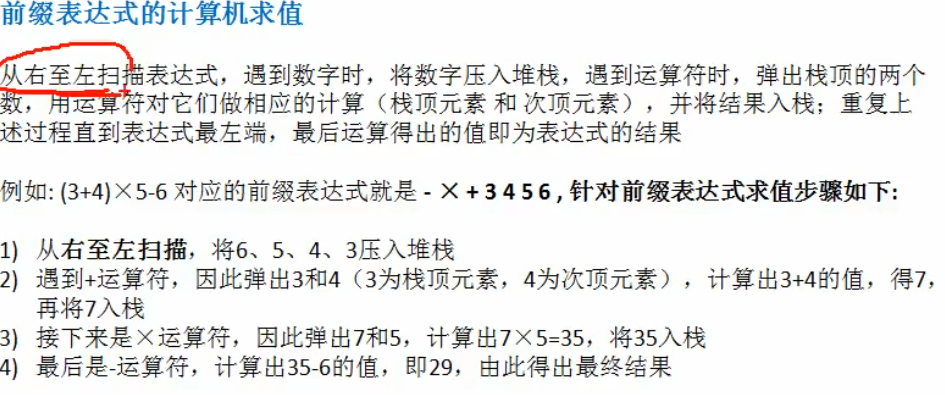 前缀表达式的计算机求值
从右至左扫描表达式，遇到数字时，将数字压入堆栈，遇到运算符时，弹出栈顶的两个
数，用运算符对它们做相应的计算（栈顶元素 和 次顶元素），并将结果入栈；重复上
述过程直到表达式最左端，最后运算得出的值即为表达式的结果
例如: (3+4)×5-6 对应的前缀表达式就是 - × + 3 4 5 6 , 针对前缀表达式求值步骤如下:
1) 从右至左扫描，将6、5、4、3压入堆栈
2) 遇到+运算符，因此弹出3和4（3为栈顶元素，4为次顶元素），计算出3+4的值，得7，
再将7入栈
3) 接下来是×运算符，因此弹出7和5，计算出7×5=35，将35入栈
4) 最后是-运算符，计算出35-6的值，即29，由此得出最终结果